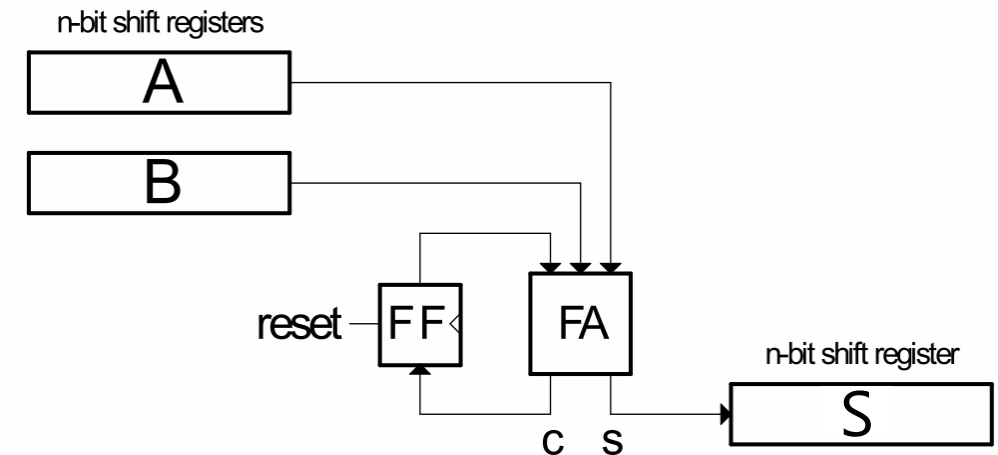 n-bit shift registers
A
B
reset
FF
FA
n-bit shift register
S
c
s